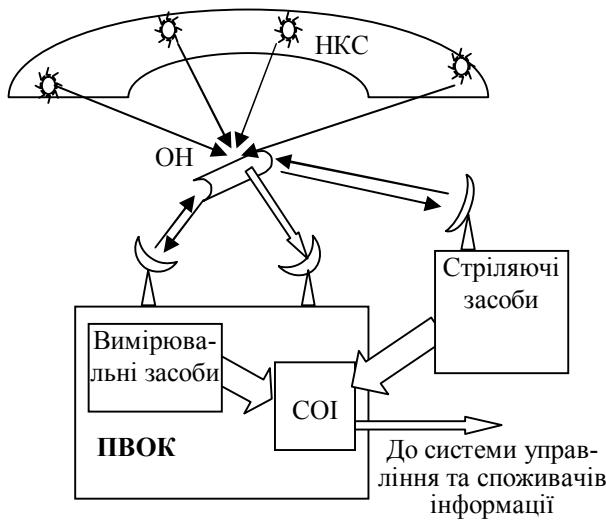 НКС
ОН
Стріляючі
засоби
Вимірюва-
льні засоби
СОІ
ПВОК
До системи управ-
ління та споживачів
інформації